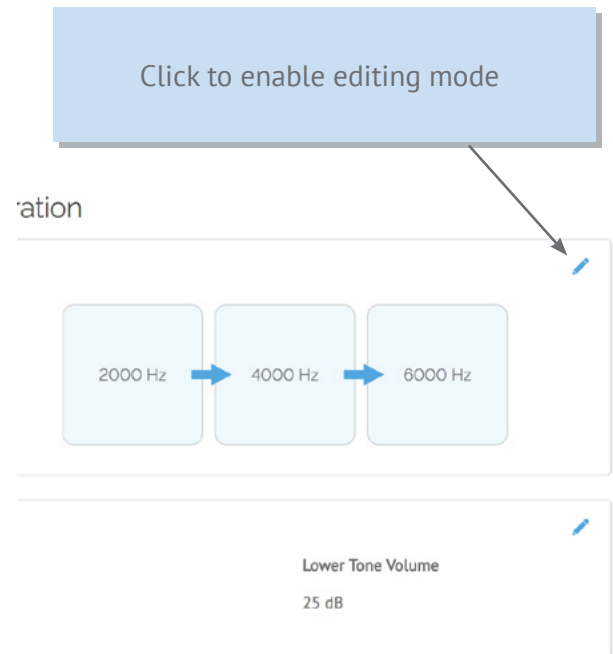 Click to enable editing mode
ration
2000 Hz 4000 Hz 6000 Hz
Lower Tone Volume
25 dB